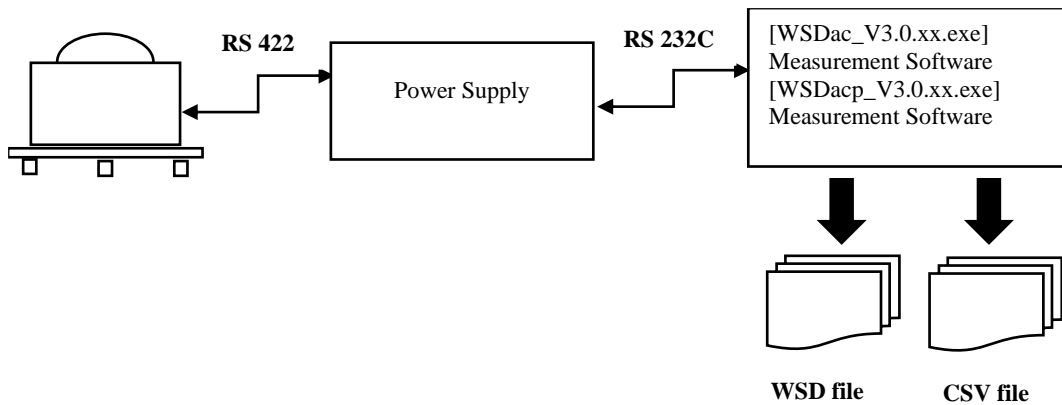 RS 422
Power Supply
RS 232C
[WSDac_V3.0.xx.exe]
Measurement Software
[WSDacp_V3.0.xx.exe]
Measurement Software
WSD file
CSV file